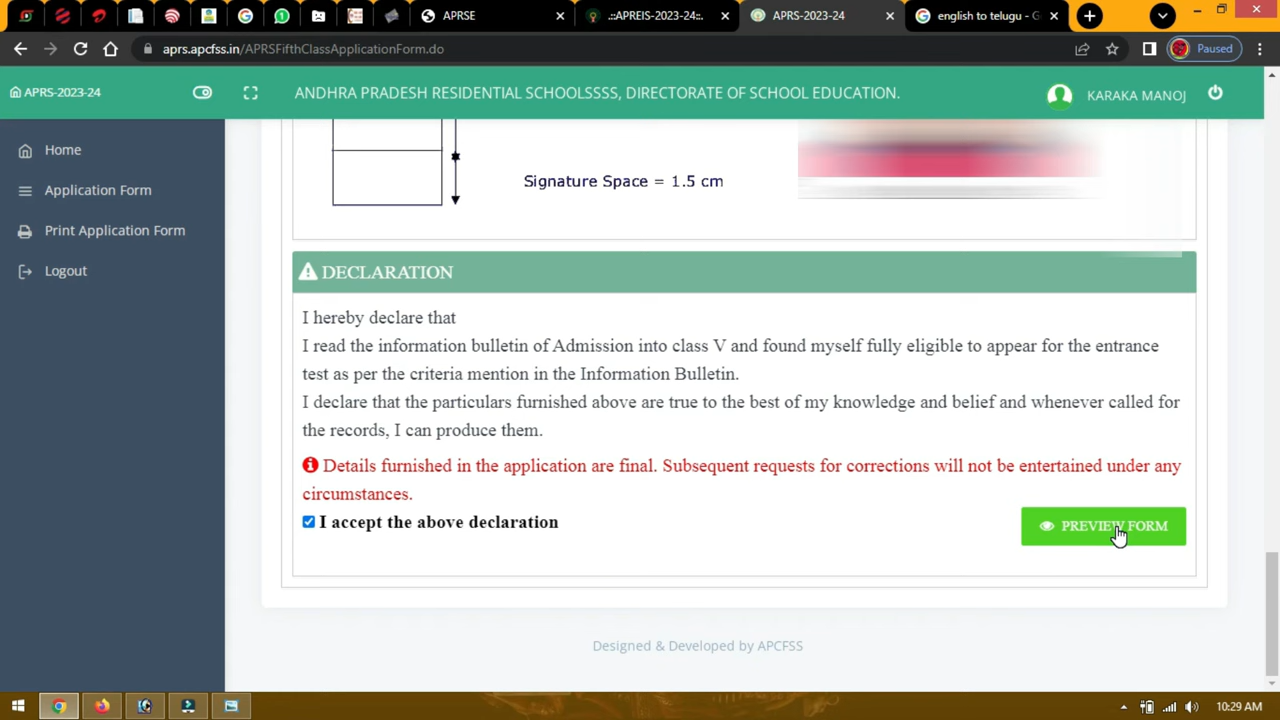 APRSE
.::APREIS-2023-24::.
APRS-2023-24
english to telugu - G
aprs.apcfss.in/APRSFifthClassApplicationForm.do
Paused
APRS-2023-24
ANDHRA PRADESH RESIDENTIAL SCHOOLSSSS, DIRECTORATE OF SCHOOL EDUCATION.
KARAKA MANOJ
Home
Application Form
Print Application Form
Logout
Signature Space = 1.5 cm
DECLARATION
I hereby declare that
I read the information bulletin of Admission into class V and found myself fully eligible to appear for the entrance
test as per the criteria mention in the Information Bulletin.
I declare that the particulars furnished above are true to the best of my knowledge and belief and whenever called for
the records, I can produce them.
Details furnished in the application are final. Subsequent requests for corrections will not be entertained under any
circumstances.
I accept the above declaration
PREVIEW FORM
Designed & Developed by APCFSS
10:29 AM